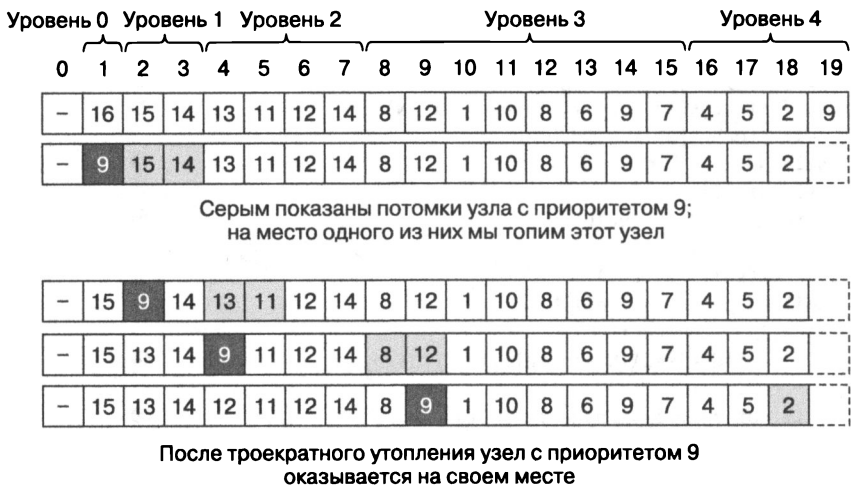 Уровень 0 Уровень 1 Уровень 2 Уровень 3 Уровень 4
0 1 2 3 4 5 6 7 8 9 10 11 12 13 14 15 16 17 18 19
– 16 15 14 13 11 12 14 8 12 1 10 8 6 9 7 4 5 2 9
– 9 15 14 13 11 12 14 8 12 1 10 8 6 9 7 4 5 2
Серым показаны потомки узла с приоритетом 9;
на место одного из них мы топим этот узел
– 15 9 14 13 11 12 14 8 12 1 10 8 6 9 7 4 5 2
– 15 13 14 9 11 12 14 8 12 1 10 8 6 9 7 4 5 2
– 15 13 14 12 11 12 14 8 9 1 10 8 6 9 7 4 5 2
После троекратного утопления узел с приоритетом 9
оказывается на своем месте